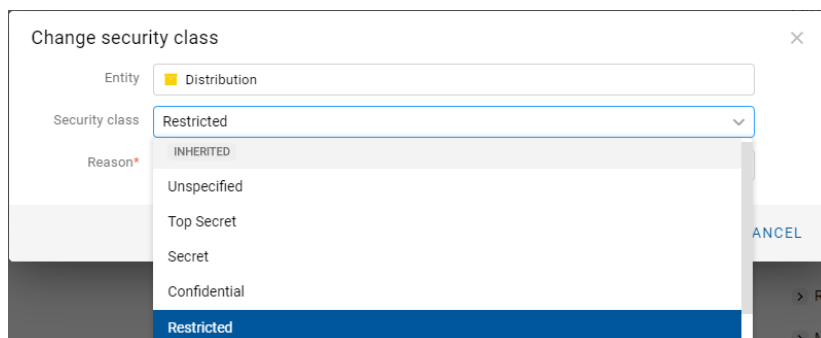 Change security class
Entity Distribution
Security class Restricted
INHERITED
Reason*
Unspecified
Top Secret
Secret
ANCEL
Confidential
Restricted